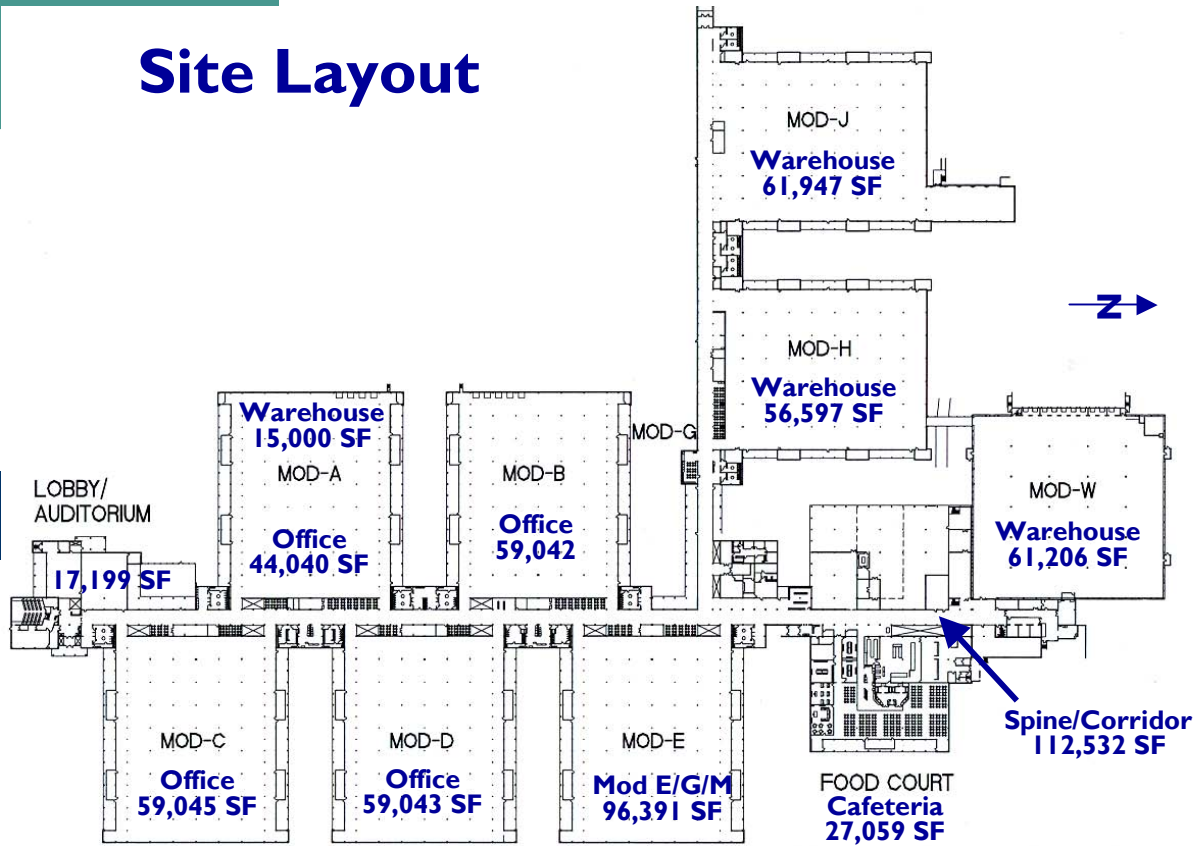 Site Layout
MOD-J
Warehouse
61,947 SF
N
MOD-H
Warehouse
56,597 SF
Warehouse
15,000 SF
MOD-A
Office
44,040 SF
MOD-B
Office
59,042
MOD-G
MOD-W
Warehouse
61,206 SF
LOBBY/
AUDITORIUM
17,199 SF
MOD-C
Office
59,045 SF
MOD-D
Office
59,043 SF
MOD-E
Mod E/G/M
96,391 SF
FOOD COURT
Cafeteria
27,059 SF
Spine/Corridor
112,532 SF